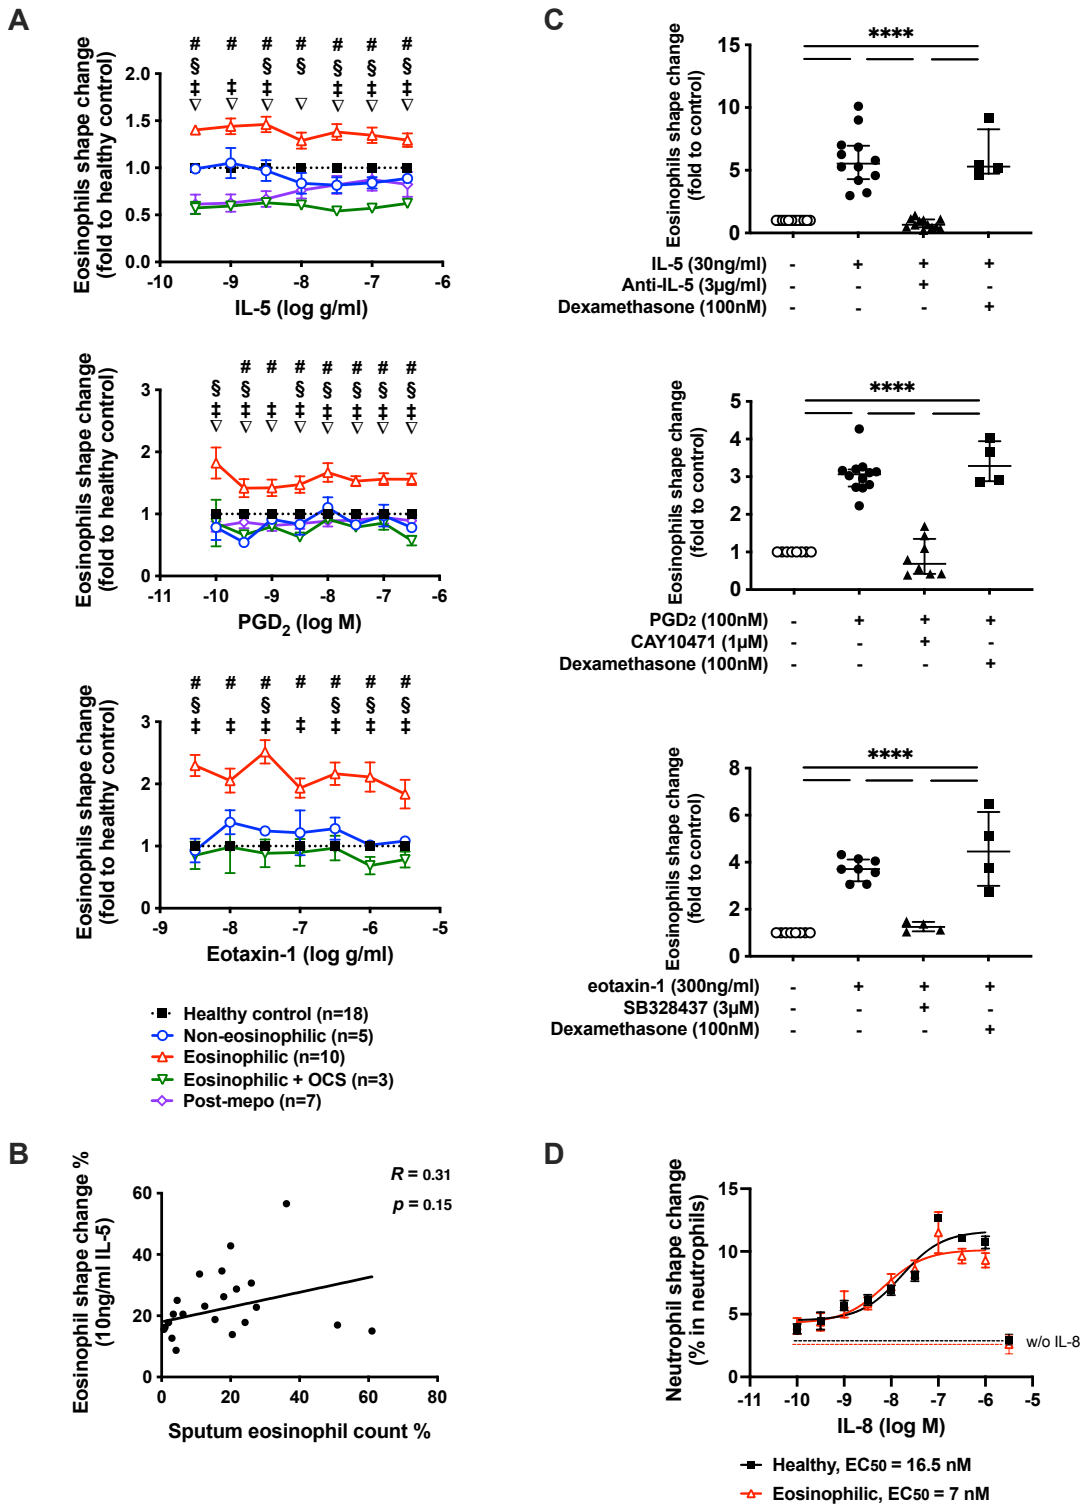 A
# # # # # # #
§ § § § § §
‡ ‡ ‡ ‡ ‡ ‡
▽ ▽ ▽ ▽ ▽ ▽ ▽
Eosinophils shape change
(fold to healthy control)
2.0
1.5
1.0
0.5
0.0
-10 -9 -8 -7 -6
IL-5 (log g/ml)
# # # # # #
§ § § § § § §
‡ ‡ ‡ ‡ ‡ ‡ ‡ ‡
▽ ▽ ▽ ▽ ▽ ▽ ▽ ▽
Eosinophils shape change
(fold to healthy control)
3
2
1
0
-11 -10 -9 -8 -7 -6
PGD2 (log M)
# # # # # # #
§ § § § §
‡ ‡ ‡ ‡ ‡ ‡ ‡
Eosinophils shape change
(fold to healthy control)
3
2
1
0
-9 -8 -7 -6 -5
Eotaxin-1 (log g/ml)
Healthy control (n=18)
Non-eosinophilic (n=5)
Eosinophilic (n=10)
Eosinophilic + OCS (n=3)
Post-mepo (n=7)
B
Eosinophil shape change %
(10ng/ml IL-5)
R = 0.31
p = 0.15
60
40
20
0
0 20 40 60 80
Sputum eosinophil count %
C
****
Eosinophils shape change
(fold to control)
15
10
5
0
IL-5 (30ng/ml) - + + +
Anti-IL-5 (3µg/ml) - - + -
Dexamethasone (100nM) - - - +
****
Eosinophils shape change
(fold to control)
5
4
3
2
1
0
PGD2 (100nM) - + + +
CAY10471 (1µM) - - + -
Dexamethasone (100nM) - - - +
****
Eosinophils shape change
(fold to control)
8
6
4
2
0
eotaxin-1 (300ng/ml) - + + +
SB328437 (3µM) - - + -
Dexamethasone (100nM) - - - +
D
Neutrophil shape change
(% in neutrophils)
15
10
5
0
w/o IL-8
-11 -10 -9 -8 -7 -6 -5
IL-8 (log M)
Healthy, EC50 = 16.5 nM
Eosinophilic, EC50 = 7 nM